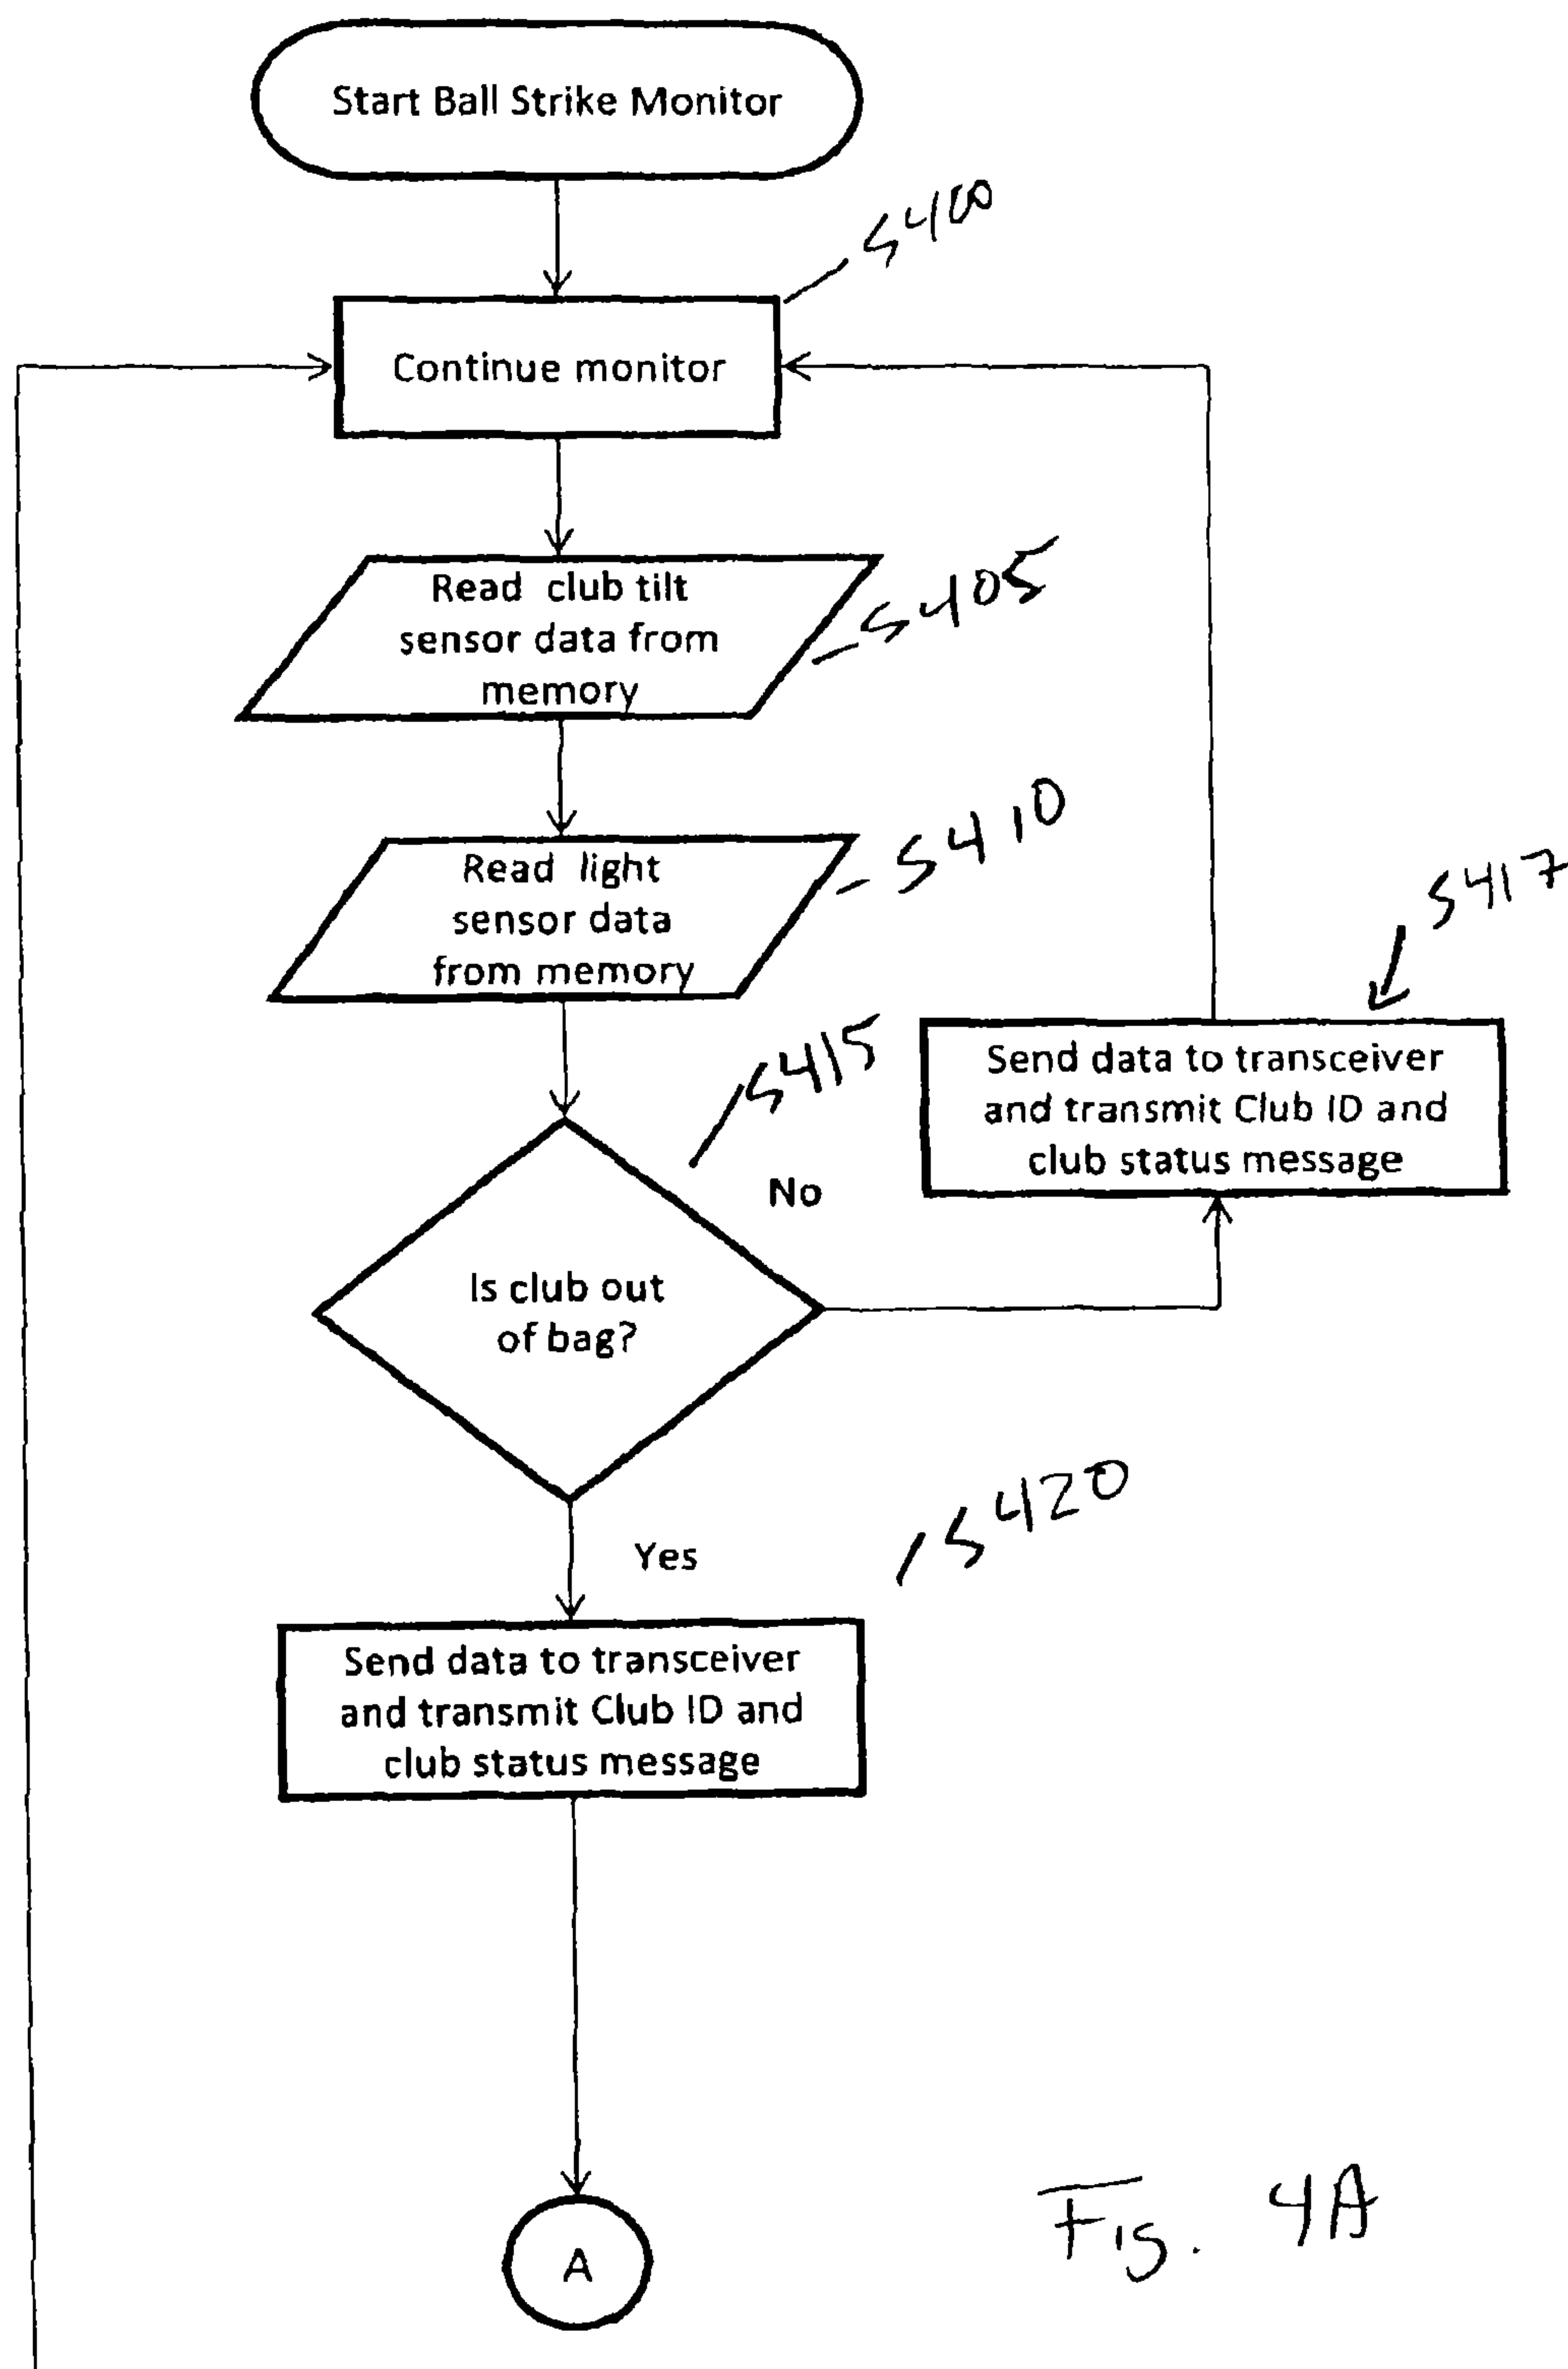 Start Ball Strike Monitor
S400
Continue monitor
Read club tilt
sensor data from
memory
S405
Read light
sensor data
from memory
S410
S417
Send data to transceiver
and transmit Club ID and
club status message
S415
No
Is club out
of bag?
Yes
S420
Send data to transceiver
and transmit Club ID and
club status message
A
Fig. 4A